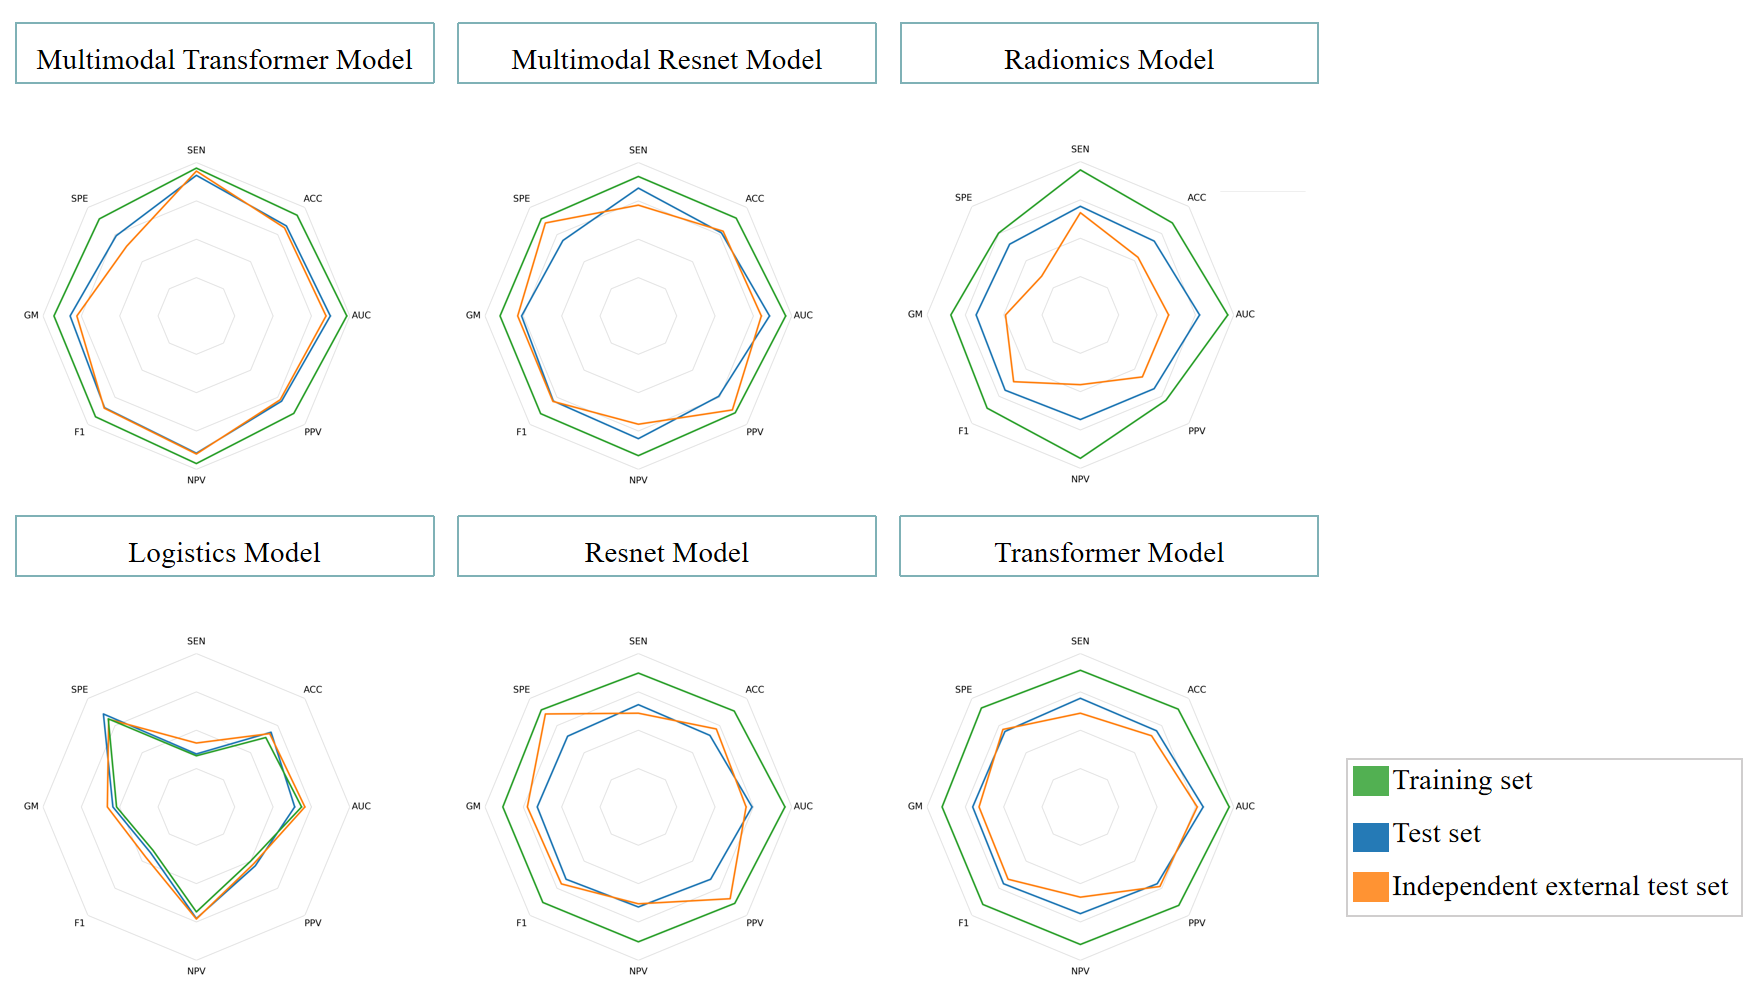 Multimodal Transformer Model
Multimodal Resnet Model
Radiomics Model
SEN
SPE
ACC
GM
AUC
F1
PPV
NPV
SEN
SPE
ACC
GM
AUC
F1
PPV
NPV
SEN
SPE
ACC
GM
AUC
F1
PPV
NPV
Logistics Model
Resnet Model
Transformer Model
SEN
SPE
ACC
GM
AUC
F1
PPV
NPV
SEN
SPE
ACC
GM
AUC
F1
PPV
NPV
SEN
SPE
ACC
GM
AUC
F1
PPV
NPV
Training set
Test set
Independent external test set